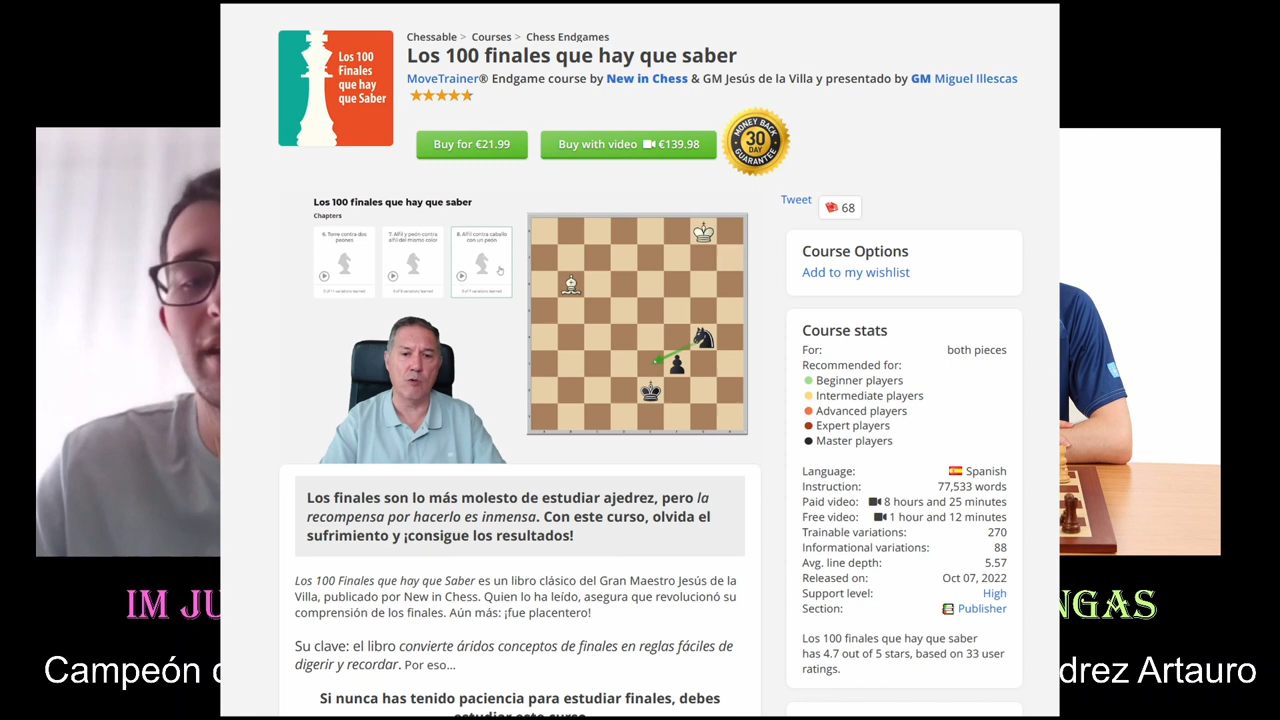 Chessable > Courses > Chess Endgames
Los 100 finales que hay que saber
MoveTrainer® Endgame course by New in Chess & GM Jesús de la Villa y presentado by GM Miguel Illescas
Los 100
Finales
que hay
que Saber
Buy for €21.99
Buy with video €139.98
MONEY BACK
30
DAY
GUARANTEE
Los 100 finales que hay que saber
Chapters
6. Torre contra dos
peones
7. Alfil y peón contra
alfil del mismo color
8. Alfil contra caballo
con un peón
Tweet
68
Course Options
Add to my wishlist
Course stats
For: both pieces
Recommended for:
Beginner players
Intermediate players
Advanced players
Expert players
Master players
Language: Spanish
Instruction: 77,533 words
Paid video: 8 hours and 25 minutes
Free video: 1 hour and 12 minutes
Trainable variations: 270
Informational variations: 88
Avg. line depth: 5.57
Released on: Oct 07, 2022
Support level: High
Section: Publisher
Los 100 finales que hay que saber
has 4.7 out of 5 stars, based on 33 user
ratings.
Los finales son lo más molesto de estudiar ajedrez, pero la
recompensa por hacerlo es inmensa. Con este curso, olvida el
sufrimiento y ¡consigue los resultados!
Los 100 Finales que hay que Saber es un libro clásico del Gran Maestro Jesús de la
Villa, publicado por New in Chess. Quien lo ha leído, asegura que revolucionó su
comprensión de los finales. Aún más: ¡fue placentero!
Su clave: el libro convierte áridos conceptos de finales en reglas fáciles de
digerir y recordar. Por eso...
Si nunca has tenido paciencia para estudiar finales, debes
estudiar este curso
IM JU
NGAS
Campeón
drez Artauro